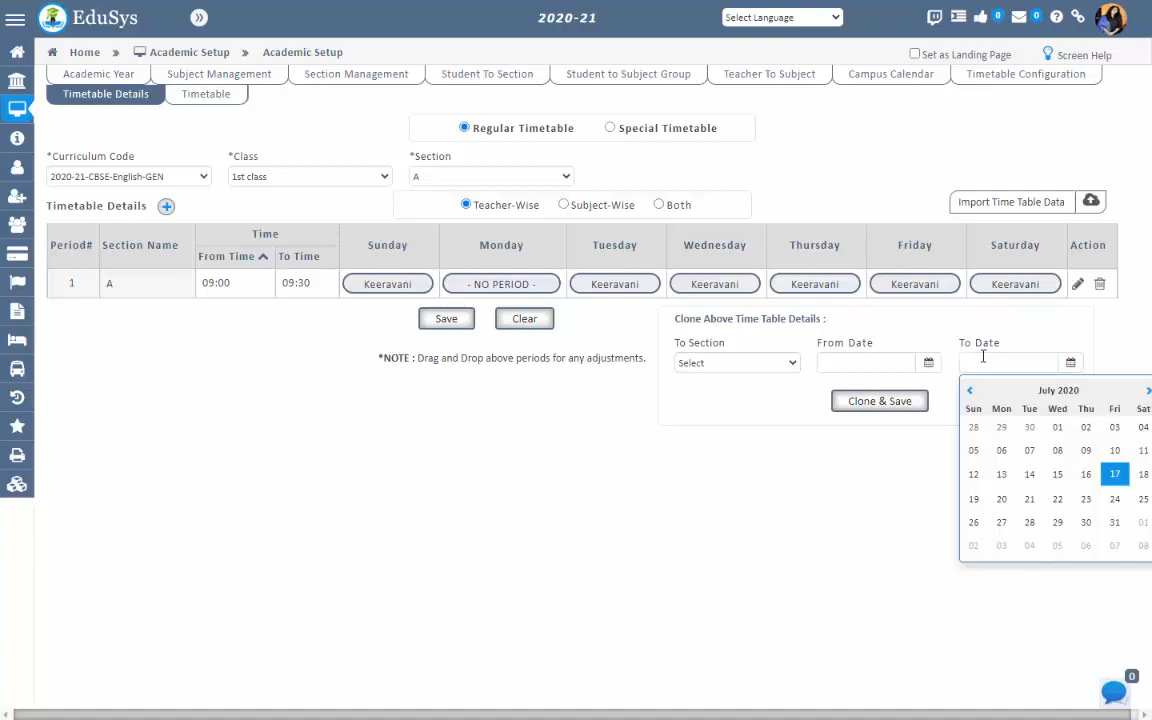 EduSys
2020-21
Select Language
0
0
Home » Academic Setup » Academic Setup
Set as Landing Page
Screen Help
Academic Year
Subject Management
Section Management
Student To Section
Student to Subject Group
Teacher To Subject
Campus Calendar
Timetable Configuration
Timetable Details
Timetable
Regular Timetable
Special Timetable
*Curriculum Code
*Class
*Section
2020-21-CBSE-English-GEN
1st class
A
Timetable Details
Teacher-Wise
Subject-Wise
Both
Import Time Table Data
Period# Section Name Time Sunday Monday Tuesday Wednesday Thursday Friday Saturday Action
From Time To Time
1 A 09:00 09:30 Keeravani - NO PERIOD - Keeravani Keeravani Keeravani Keeravani Keeravani
Save
Clear
*NOTE : Drag and Drop above periods for any adjustments.
Clone Above Time Table Details :
To Section
From Date
To Date
Select
Clone & Save
July 2020
Sun Mon Tue Wed Thu Fri Sat
28 29 30 01 02 03 04
05 06 07 08 09 10 11
12 13 14 15 16 17 18
19 20 21 22 23 24 25
26 27 28 29 30 31 01
02 03 04 05 06 07 08
0